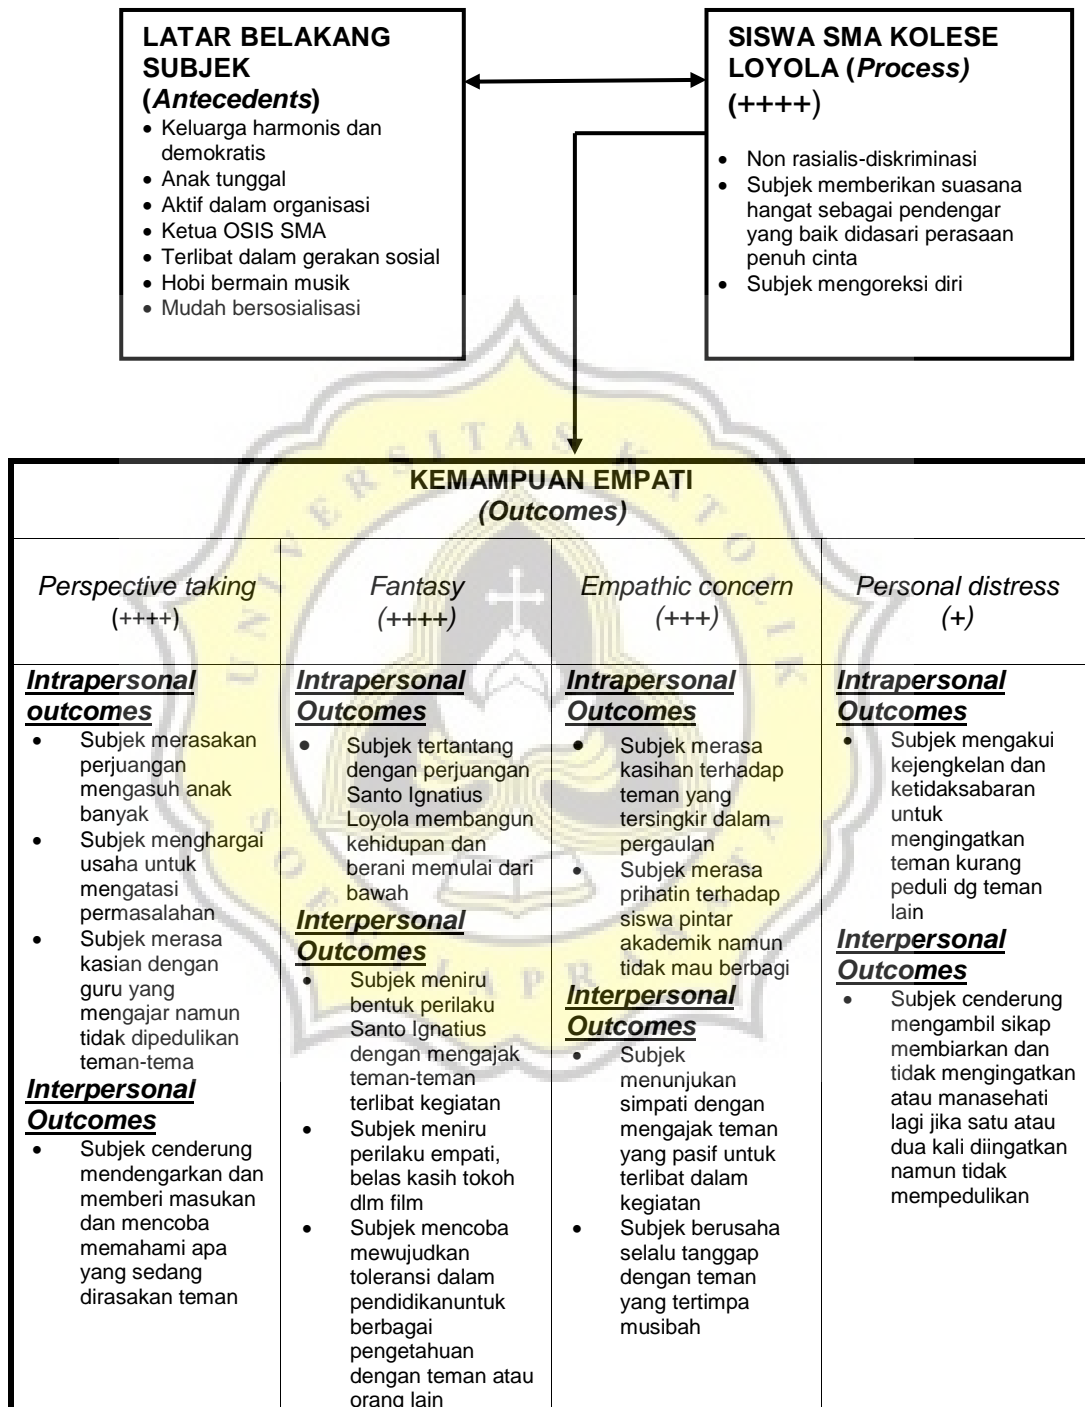 LATAR BELAKANG
SUBJEK
(Antecedents)
• Keluarga harmonis dan
demokratis
• Anak tunggal
• Aktif dalam organisasi
• Ketua OSIS SMA
• Terlibat dalam gerakan sosial
• Hobi bermain musik
• Mudah bersosialisasi
SISWA SMA KOLESE
LOYOLA (Process)
(++++)
• Non rasialis-diskriminasi
• Subjek memberikan suasana
hangat sebagai pendengar
yang baik didasari perasaan
penuh cinta
• Subjek mengoreksi diri
KEMAMPUAN EMPATI
(Outcomes)
Perspective taking
(++++)
Intrapersonal
outcomes
• Subjek merasakan
perjuangan
mengasuh anak
banyak
• Subjek menghargai
usaha untuk
mengatasi
permasalahan
• Subjek merasa
kasian dengan
guru yang
mengajar namun
tidak dipedulikan
teman-tema
Interpersonal
Outcomes
• Subjek cenderung
mendengarkan dan
memberi masukan
dan mencoba
memahami apa
yang sedang
dirasakan teman
Fantasy
(++++)
Intrapersonal
Outcomes
• Subjek tertantang
dengan perjuangan
Santo Ignatius
Loyola membangun
kehidupan dan
berani memulai dari
bawah
Interpersonal
Outcomes
• Subjek meniru
bentuk perilaku
Santo Ignatius
dengan mengajak
teman-teman
terlibat kegiatan
• Subjek meniru
perilaku empati,
belas kasih tokoh
dlm film
• Subjek mencoba
mewujudkan
toleransi dalam
pendidikanuntuk
berbagai
pengetahuan
dengan teman atau
orang lain
Empathic concern
(+++)
Intrapersonal
Outcomes
• Subjek merasa
kasihan terhadap
teman yang
tersingkir dalam
pergaulan
• Subjek merasa
prihatin terhadap
siswa pintar
akademik namun
tidak mau berbagi
Interpersonal
Outcomes
• Subjek
menunjukan
simpati dengan
mengajak teman
yang pasif untuk
terlibat dalam
kegiatan
• Subjek berusaha
selalu tanggap
dengan teman
yang tertimpa
musibah
Personal distress
(+)
Intrapersonal
Outcomes
• Subjek mengakui
kejengkelan dan
ketidaksabaran
untuk
mengingatkan
teman kurang
peduli dg teman
lain
Interpersonal
Outcomes
• Subjek cenderung
mengambil sikap
membiarkan dan
tidak mengingatkan
atau manasehati
lagi jika satu atau
dua kali diingatkan
namun tidak
mempedulikan
UNIVERSITAS KATOLIK
SOEGIJAPRANATA